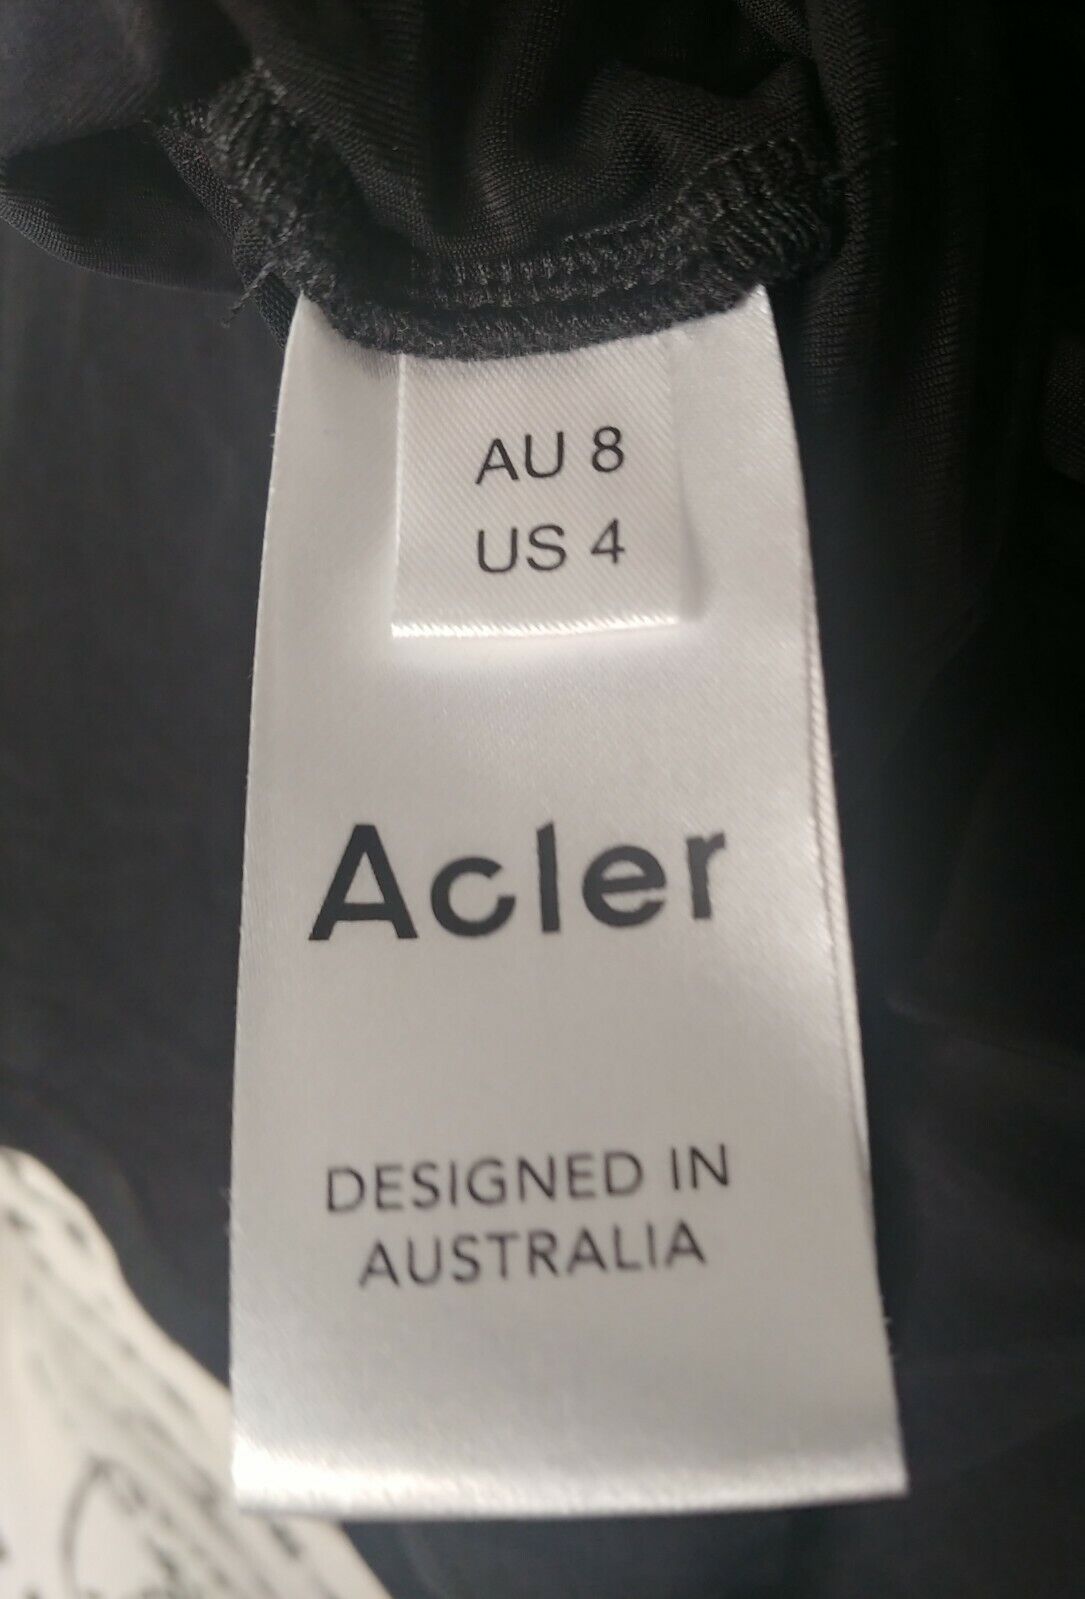 AU 8
US 4
Acler
DESIGNED IN
AUSTRALIA